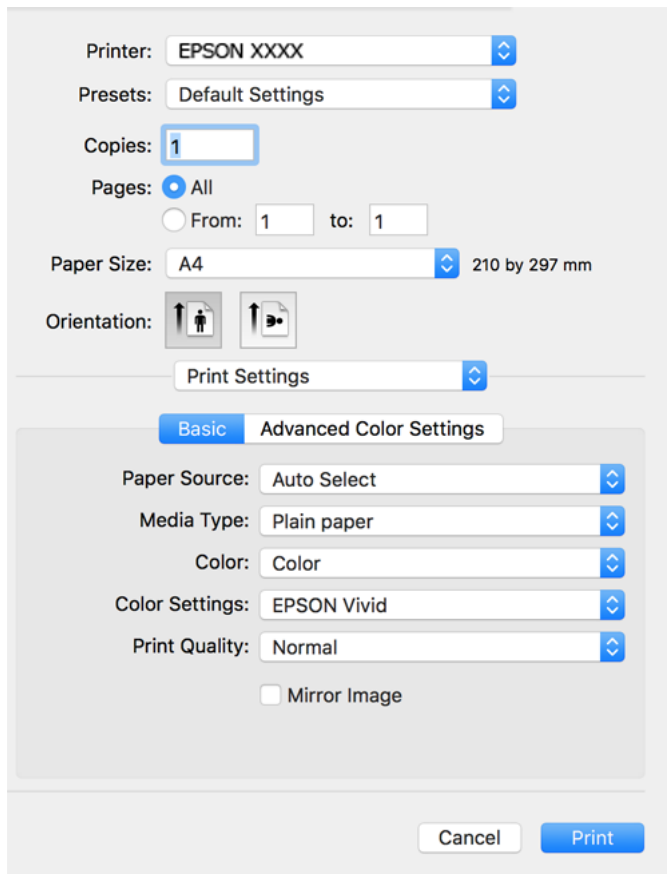 Printer: EPSON XXXX
Presets: Default Settings
Copies: 1
Pages: All
From: 1 to: 1
Paper Size: A4 210 by 297 mm
Orientation:
Print Settings
Basic Advanced Color Settings
Paper Source: Auto Select
Media Type: Plain paper
Color: Color
Color Settings: EPSON Vivid
Print Quality: Normal
Mirror Image
Cancel Print